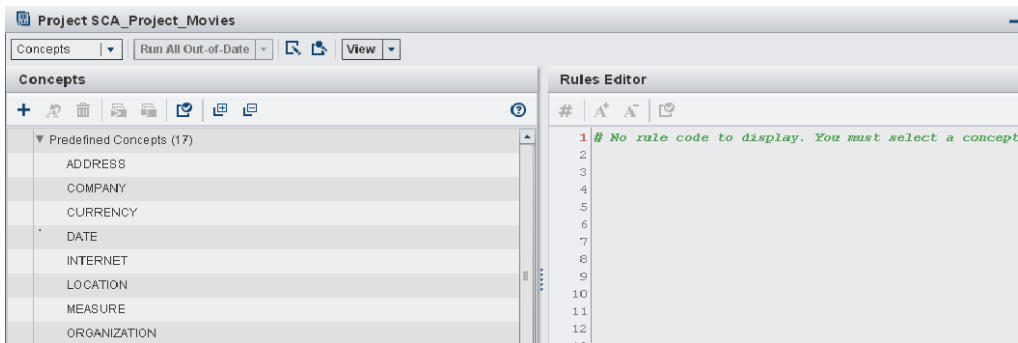 Project SCA_Project_Movies
Concepts Run All Out-of-Date View
Concepts
Rules Editor
Predefined Concepts (17)
ADDRESS
COMPANY
CURRENCY
DATE
INTERNET
LOCATION
MEASURE
ORGANIZATION
# A+ A-
1 # No rule code to display. You must select a concept
2
3
4
5
6
7
8
9
10
11
12